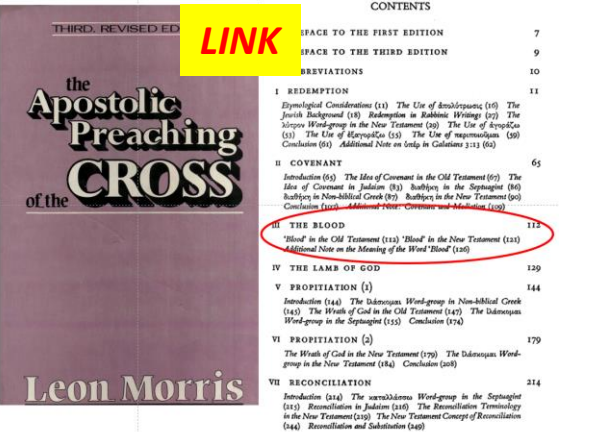 THIRD, REVISED ED
the
Apostolic
Preaching
of the CROSS
Leon Morris
LINK
CONTENTS
EFACE TO THE FIRST EDITION 7
EFACE TO THE THIRD EDITION 9
BREVIATIONS 10
I REDEMPTION 11
Etymological Considerations (11) The Use of ἀπολύτρωσις (16) The
Jewish Background (18) Redemption in Rabbinic Writings (27) The
λύτρον Word-group in the New Testament (29) The Use of ἀγοράζω
(53) The Use of ἐξαγοράζω (55) The Use of περιποιοῦμαι (59)
Conclusion (61) Additional Note on ὑπέρ in Galatians 3:13 (62)
II COVENANT 65
Introduction (65) The Idea of Covenant in the Old Testament (67) The
Idea of Covenant in Judaism (83) διαθήκη in the Septuagint (86)
διαθήκη in Non-biblical Greek (87) διαθήκη in the New Testament (90)
Conclusion Additional Note: Covenant and Mediation (109)
III THE BLOOD 112
'Blood' in the Old Testament (112) 'Blood' in the New Testament (121)
Additional Note on the Meaning of the Word 'Blood' (126)
IV THE LAMB OF GOD 129
V PROPITIATION (1) 144
Introduction (144) The ἱλάσκομαι Word-group in Non-biblical Greek
(145) The Wrath of God in the Old Testament (147) The ἱλάσκομαι
Word-group in the Septuagint (155) Conclusion (174)
VI PROPITIATION (2) 179
The Wrath of God in the New Testament (179) The ἱλάσκομαι Word-
group in the New Testament (184) Conclusion (208)
VII RECONCILIATION 214
Introduction (214) The καταλλάσσω Word-group in the Septuagint
(215) Reconciliation in Judaism (216) The Reconciliation Terminology
in the New Testament (219) The New Testament Concept of Reconciliation
(244) Reconciliation and Substitution (249)